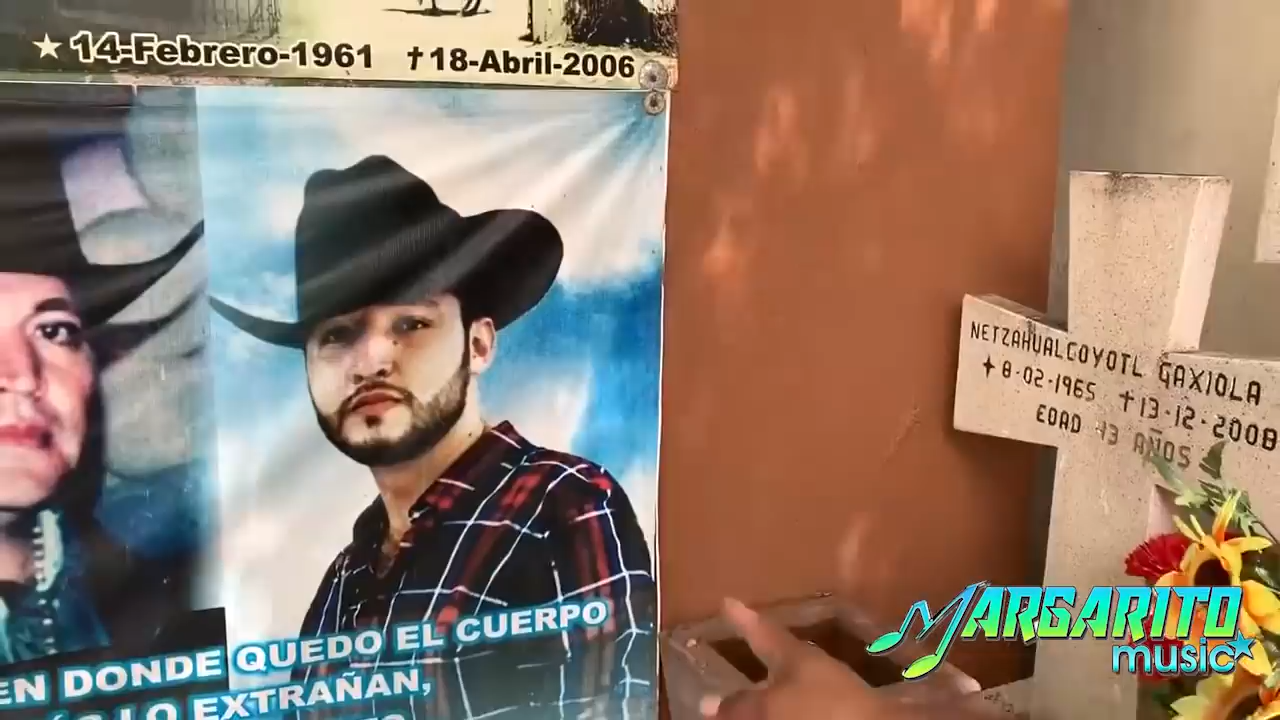 14-Febrero-1961 †18-Abril-2006
EN DONDE QUEDO EL CUERPO
LO EXTRAÑAN,
NETZAHUALCOYOTL GAXIOLA
8-02-1965 †13-12-2008
EDAD 43 AÑOS
MARGARITO
music